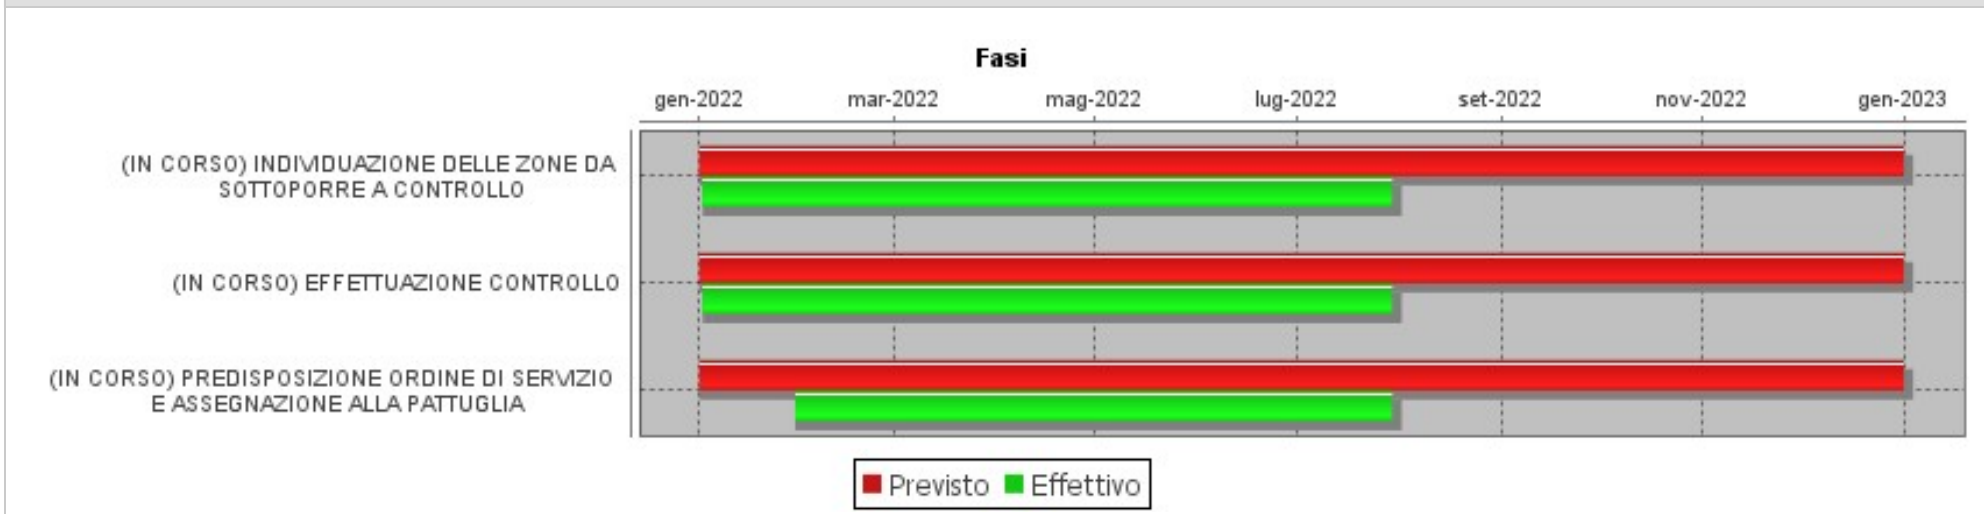 Fasi
gen-2022 mar-2022 mag-2022 lug-2022 set-2022 nov-2022 gen-2023
(IN CORSO) INDIVIDUAZIONE DELLE ZONE DA
SOTTOPORRE A CONTROLLO
(IN CORSO) EFFETTUAZIONE CONTROLLO
(IN CORSO) PREDISPOSIZIONE ORDINE DI SERVIZIO
E ASSEGNAZIONE ALLA PATTUGLIA
Previsto Effettivo